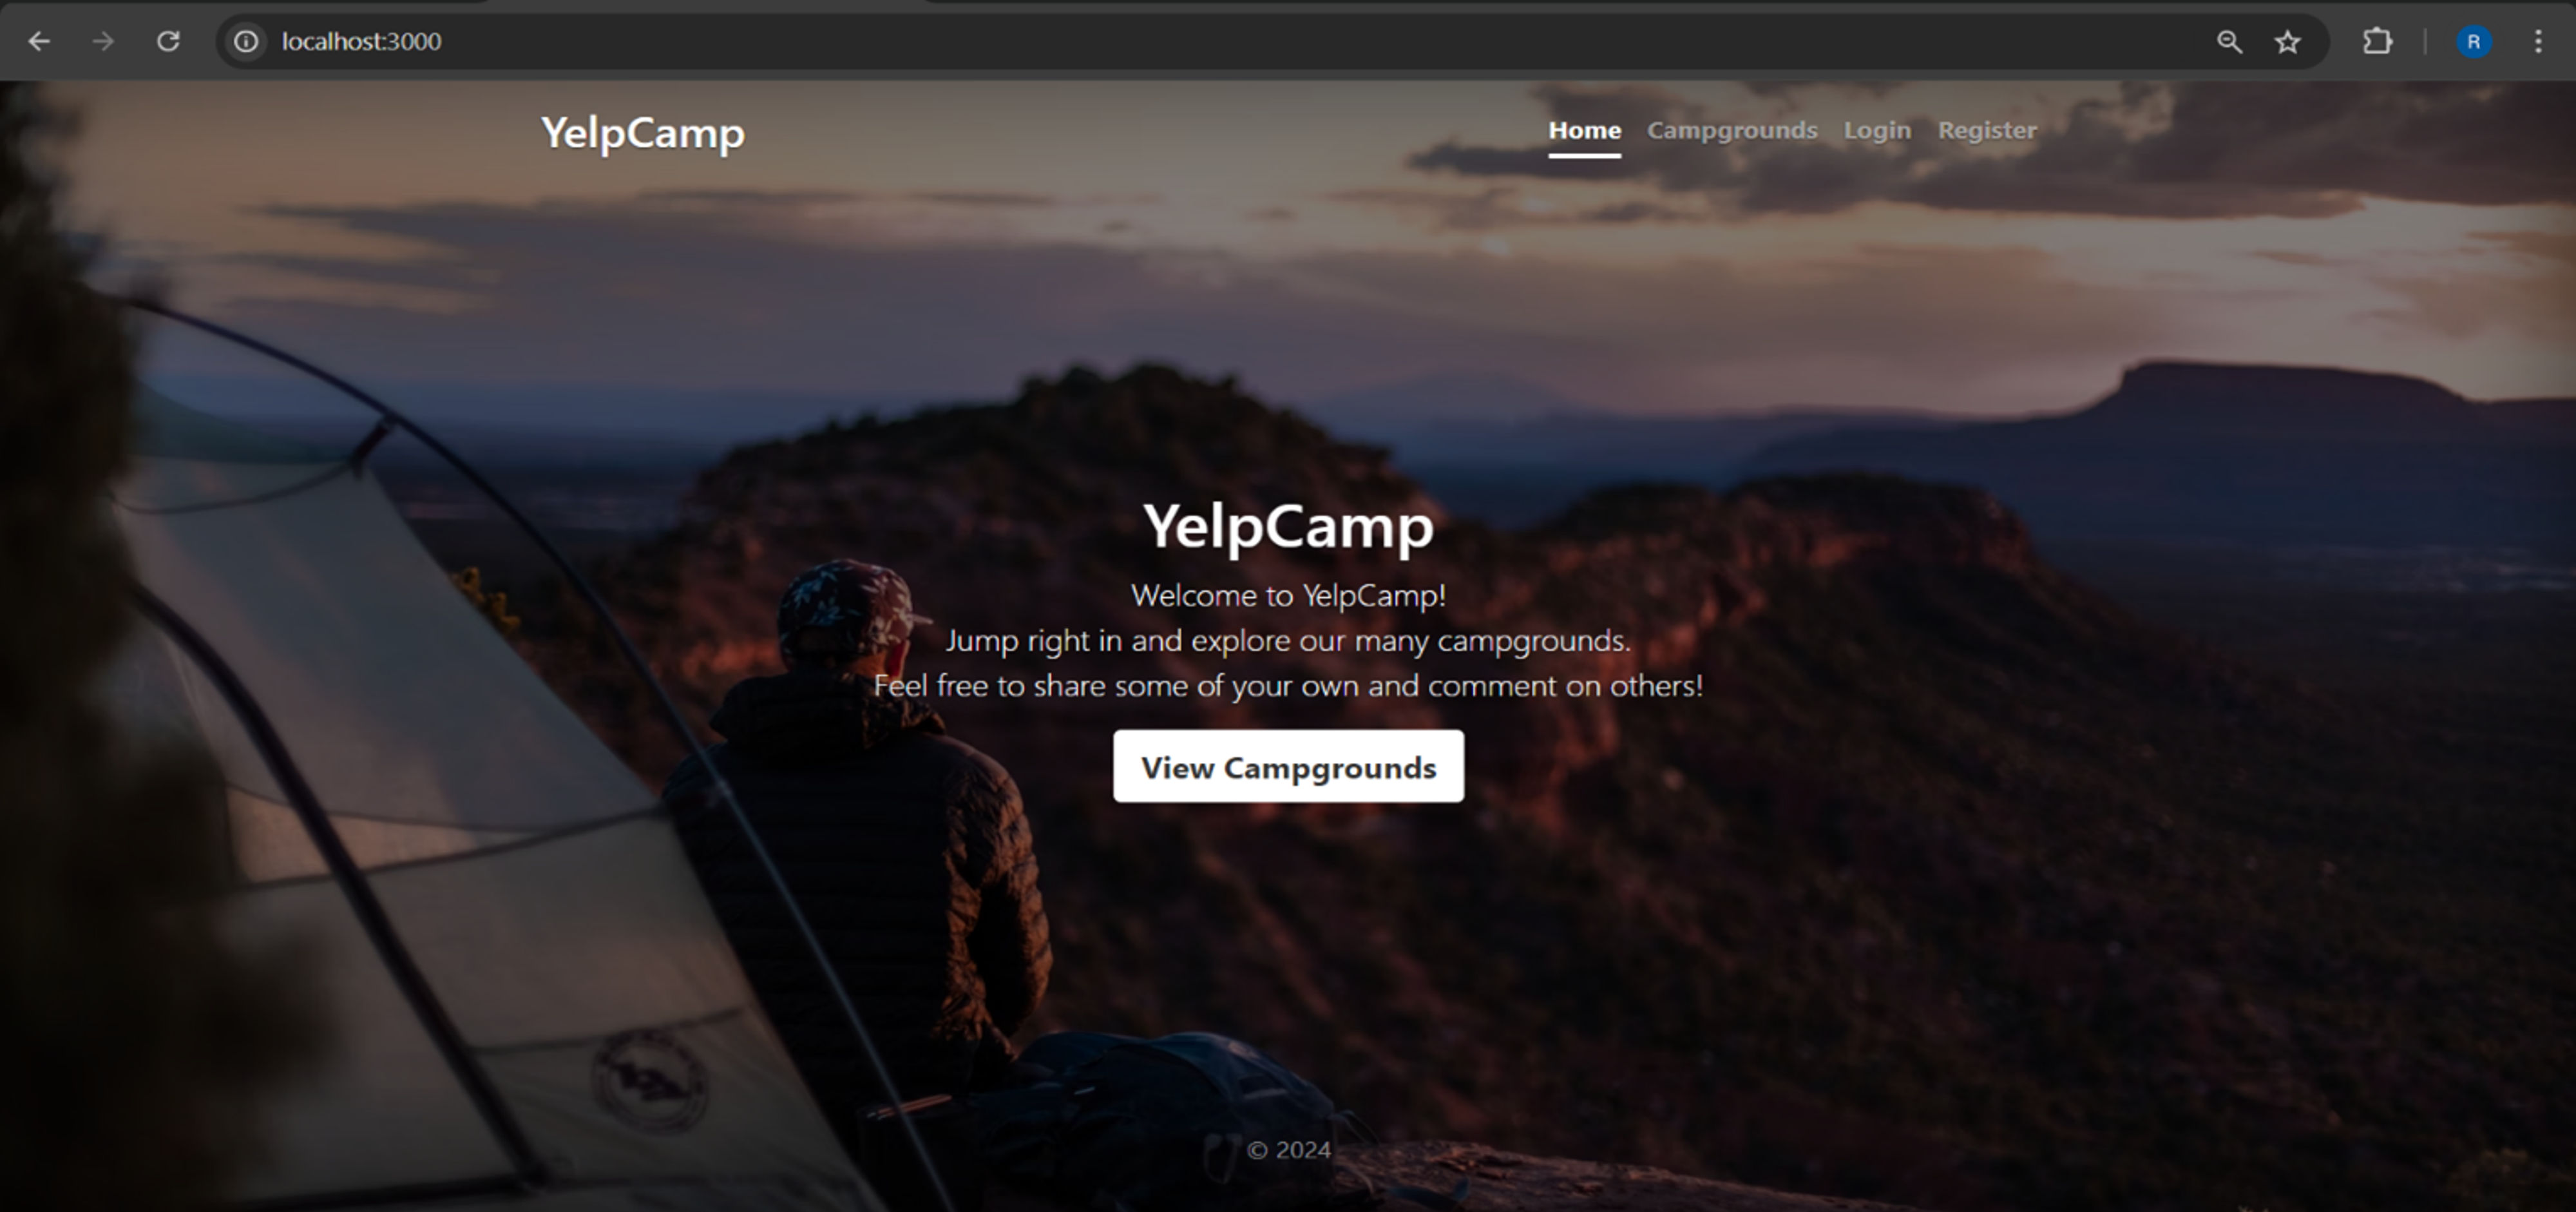 localhost:3000
R
YelpCamp
Home Campgrounds Login Register
YelpCamp
Welcome to YelpCamp!
Jump right in and explore our many campgrounds.
Feel free to share some of your own and comment on others!
View Campgrounds
© 2024